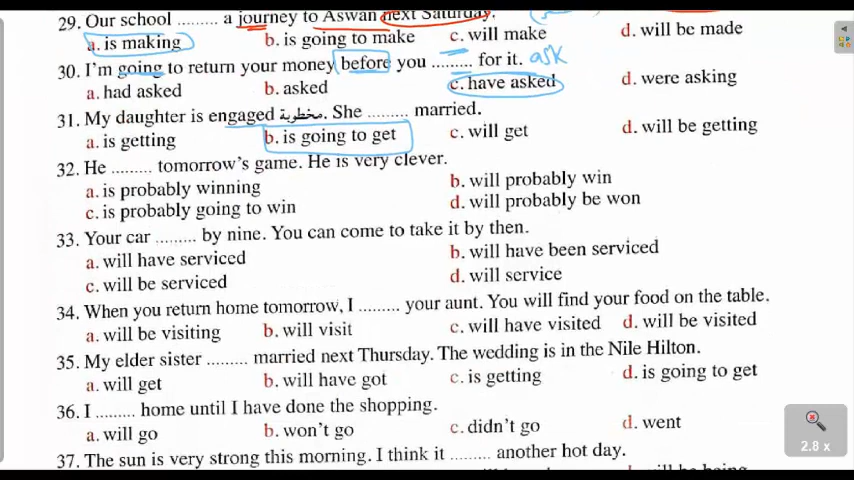 29. Our school ......... a journey to Aswan next Saturday.
a. is making b. is going to make c. will make d. will be made
30. I'm going to return your money before you ......... for it. ask
a. had asked b. asked c. have asked d. were asking
31. My daughter is engaged مخطوبة. She ......... married.
a. is getting b. is going to get c. will get d. will be getting
32. He ......... tomorrow's game. He is very clever.
a. is probably winning b. will probably win
c. is probably going to win d. will probably be won
33. Your car ......... by nine. You can come to take it by then.
a. will have serviced b. will have been serviced
c. will be serviced d. will service
34. When you return home tomorrow, I ......... your aunt. You will find your food on the table.
a. will be visiting b. will visit c. will have visited d. will be visited
35. My elder sister ......... married next Thursday. The wedding is in the Nile Hilton.
a. will get b. will have got c. is getting d. is going to get
36. I ......... home until I have done the shopping.
a. will go b. won't go c. didn't go d. went
37. The sun is very strong this morning. I think it ......... another hot day.
2.8 x